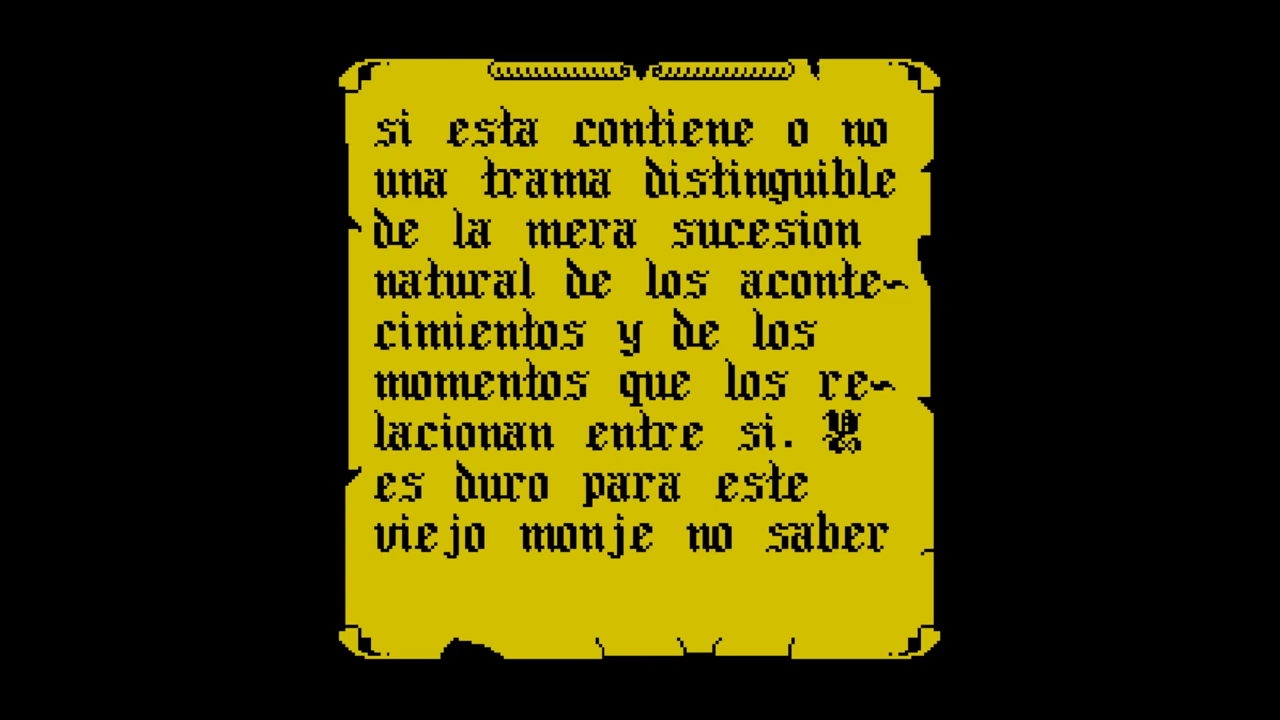 si esta contiene o no
una trama distinguible
de la mera sucesion
natural de los aconte-
cimientos y de los
momentos que los re-
lacionan entre si. Y
es duro para este
viejo monje no saber